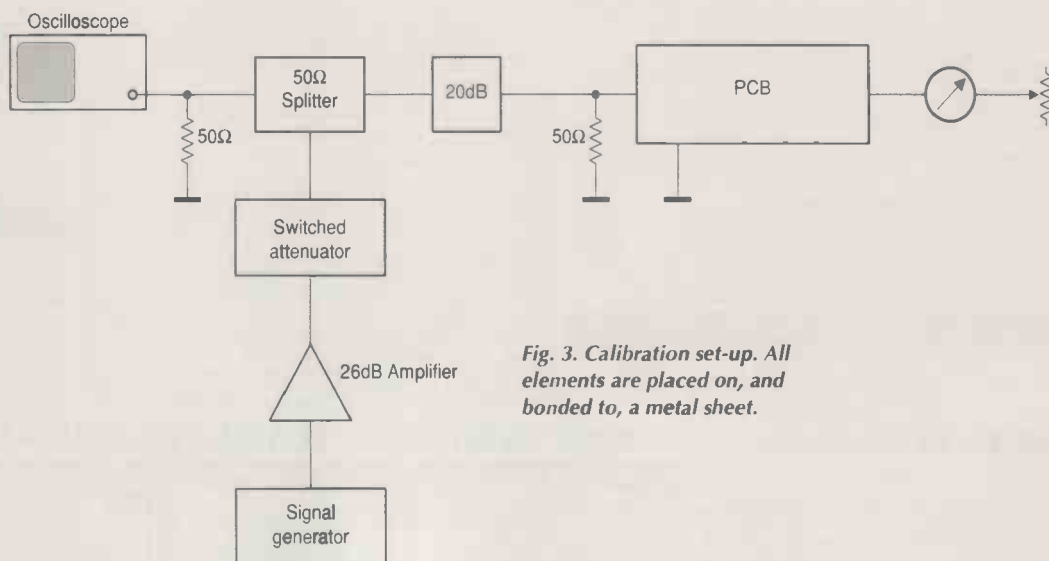 Oscilloscope
50Ω
Splitter
20dB
PCB
50Ω
50Ω
Switched
attenuator
26dB Amplifier
Fig. 3. Calibration set-up. All
elements are placed on, and
bonded to, a metal sheet.
Signal
generator